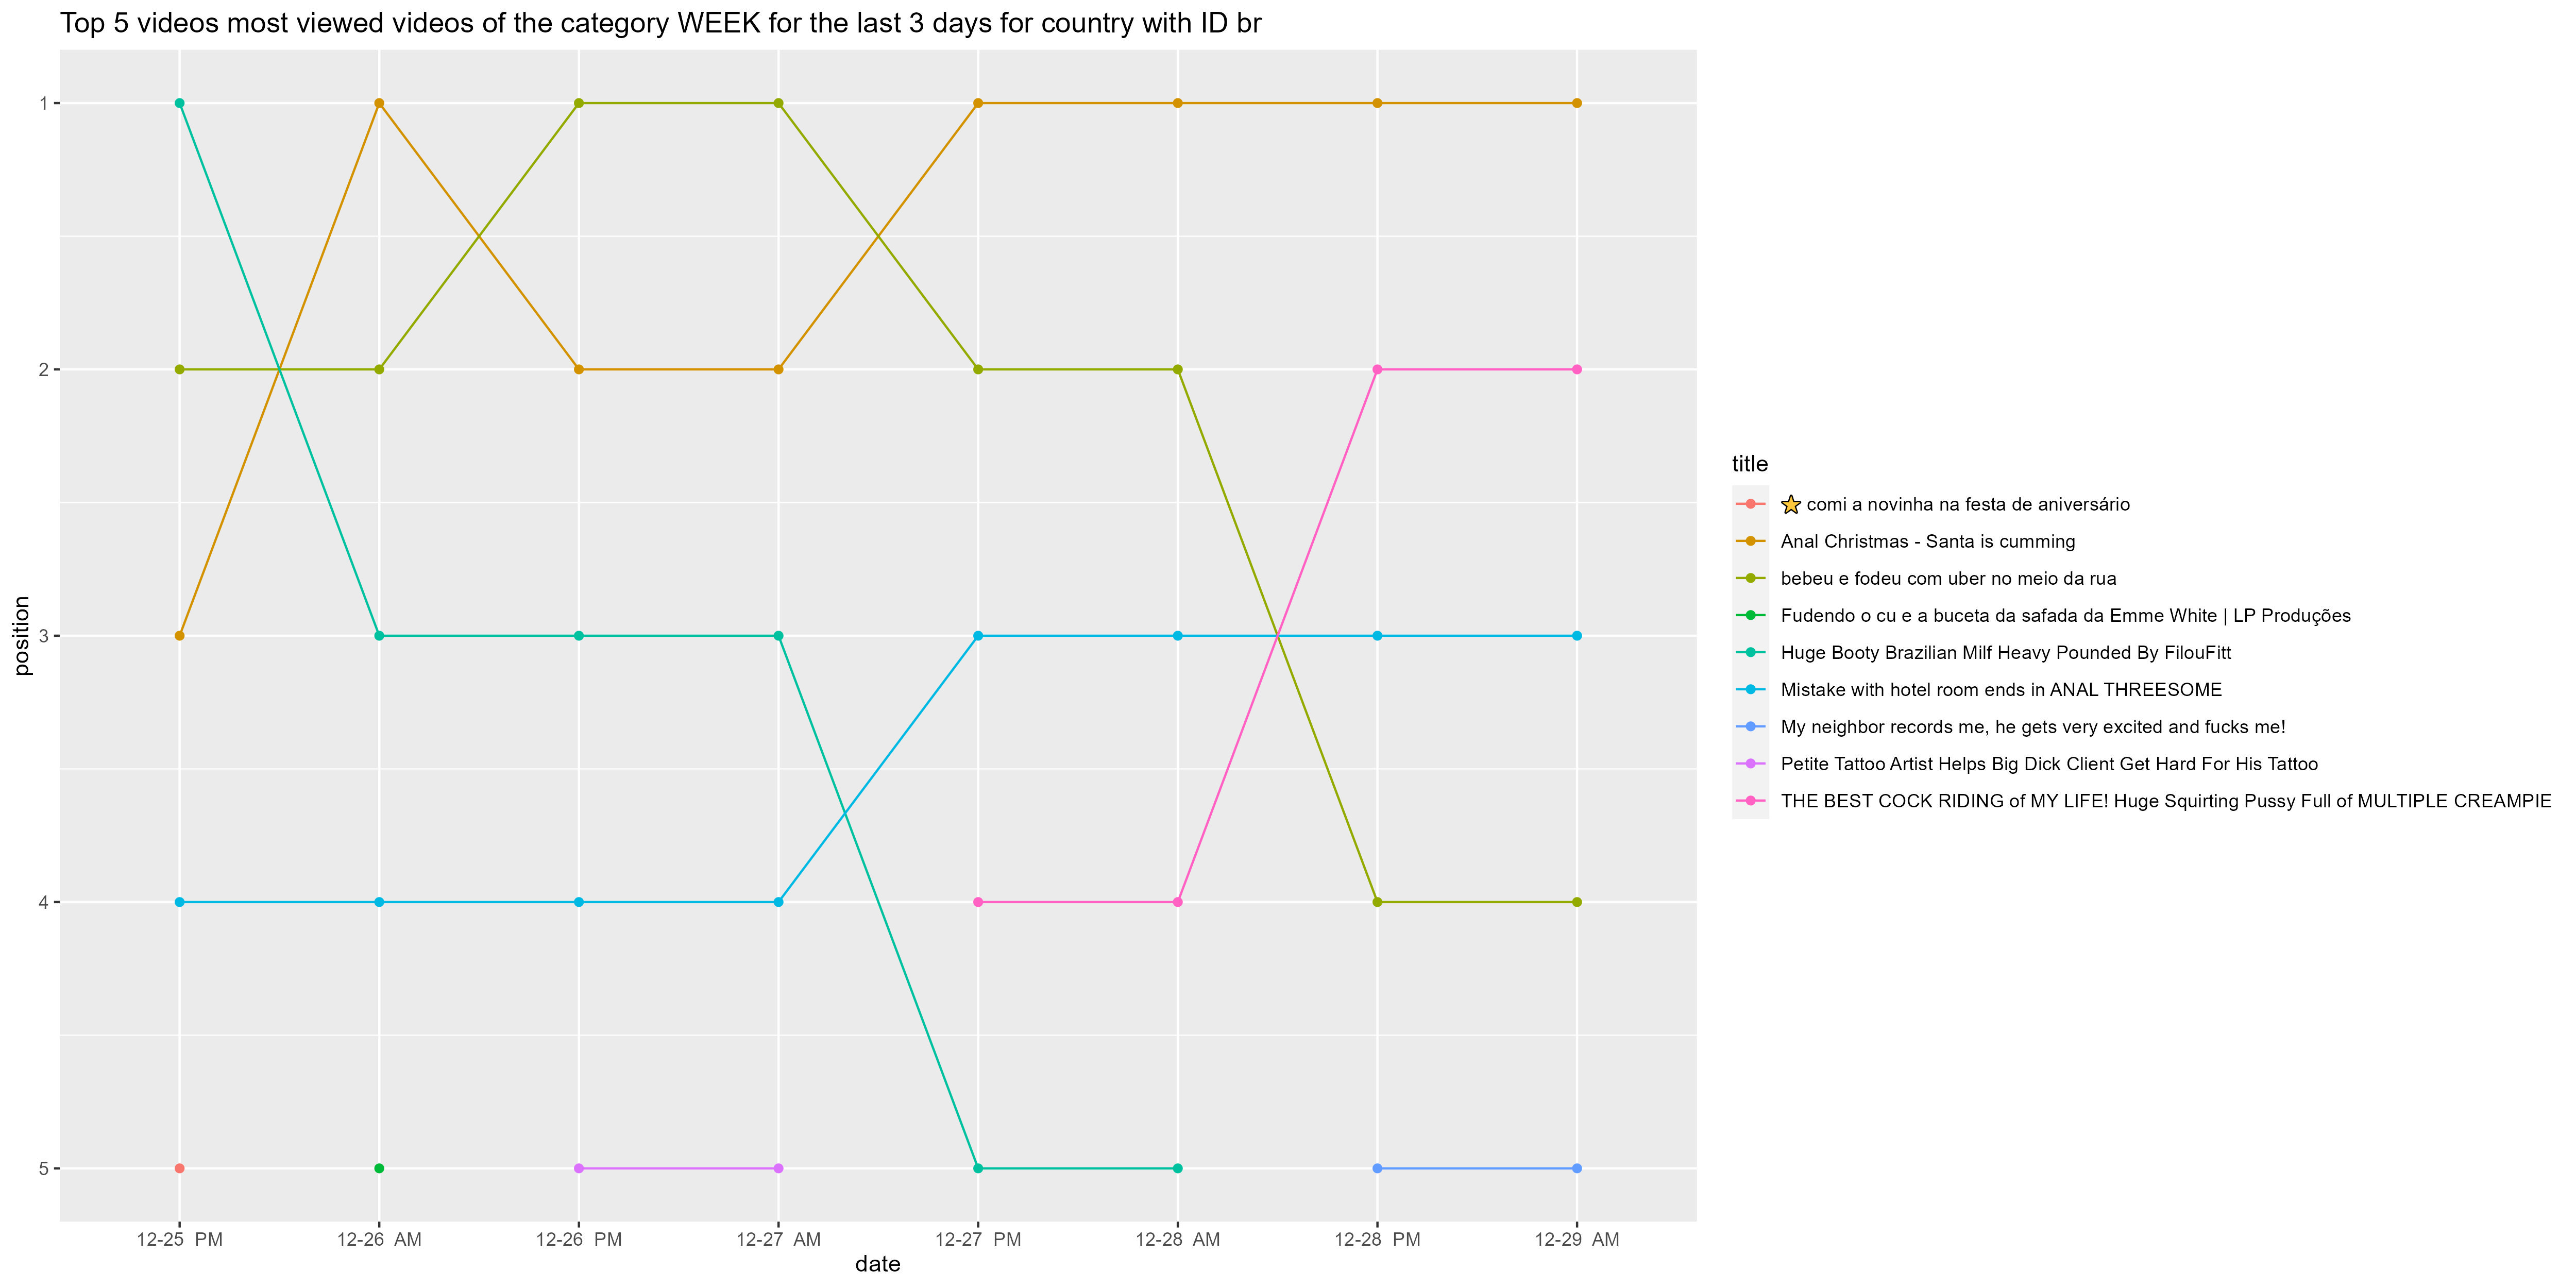 Top 5 videos most viewed videos of the category WEEK for the last 3 days for country with ID br
1
2
3
4
5
position
12-25 PM
12-26 AM
12-26 PM
12-27 AM
12-27 PM
12-28 AM
12-28 PM
12-29 AM
date
title
⭐ comi a novinha na festa de aniversário
Anal Christmas - Santa is cumming
bebeu e fodeu com uber no meio da rua
Fudendo o cu e a buceta da safada da Emme White | LP Produções
Huge Booty Brazilian Milf Heavy Pounded By FilouFitt
Mistake with hotel room ends in ANAL THREESOME
My neighbor records me, he gets very excited and fucks me!
Petite Tattoo Artist Helps Big Dick Client Get Hard For His Tattoo
THE BEST COCK RIDING of MY LIFE! Huge Squirting Pussy Full of MULTIPLE CREAMPIE